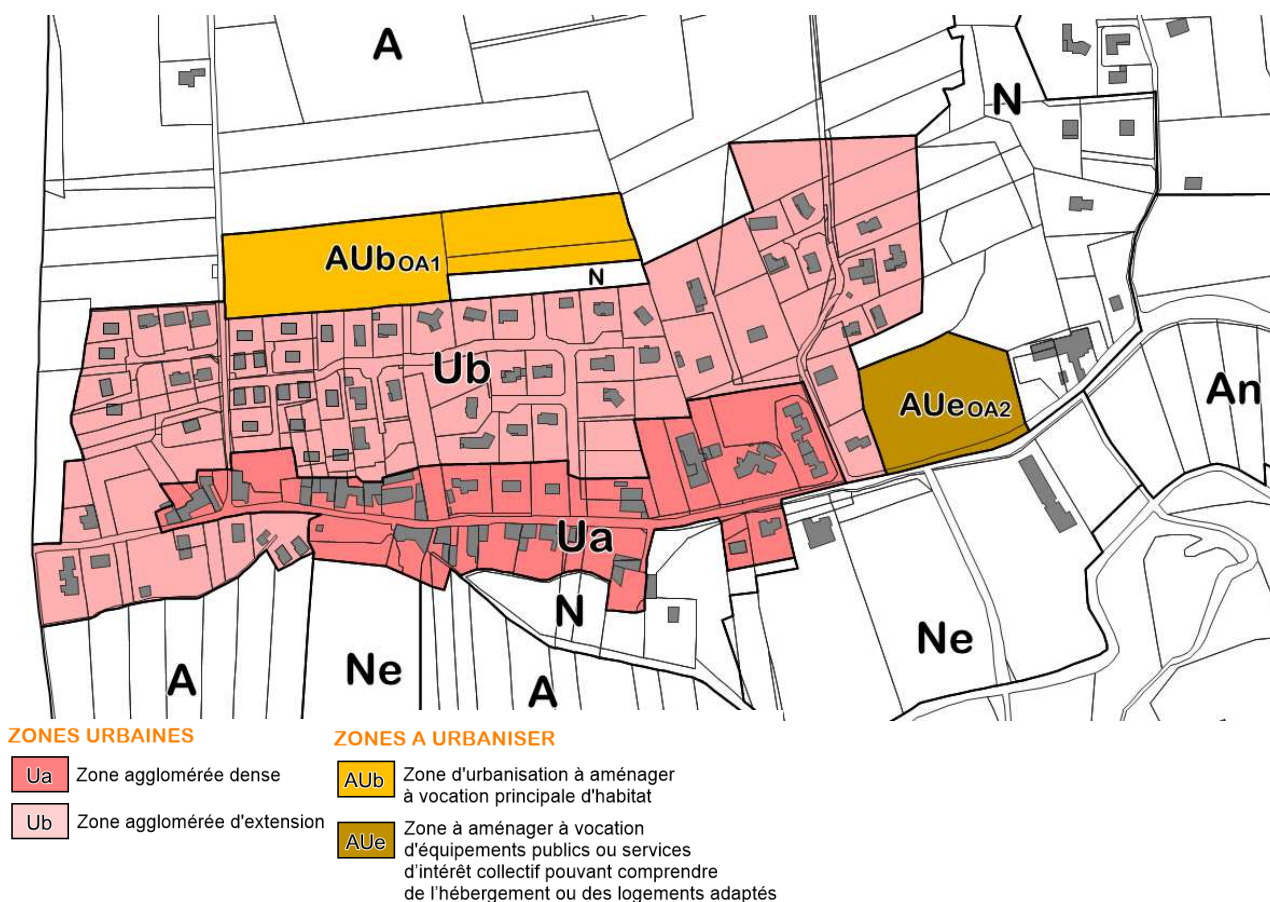 A
N
AUbOA1
N
Ub
An
AUeOA2
Ua
N
Ne
A
Ne
A
ZONES URBAINES
Ua Zone agglomérée dense
Ub Zone agglomérée d'extension
ZONES A URBANISER
AUb Zone d'urbanisation à aménager
à vocation principale d'habitat
AUe Zone à aménager à vocation
d'équipements publics ou services
d'intérêt collectif pouvant comprendre
de l'hébergement ou des logements adaptés